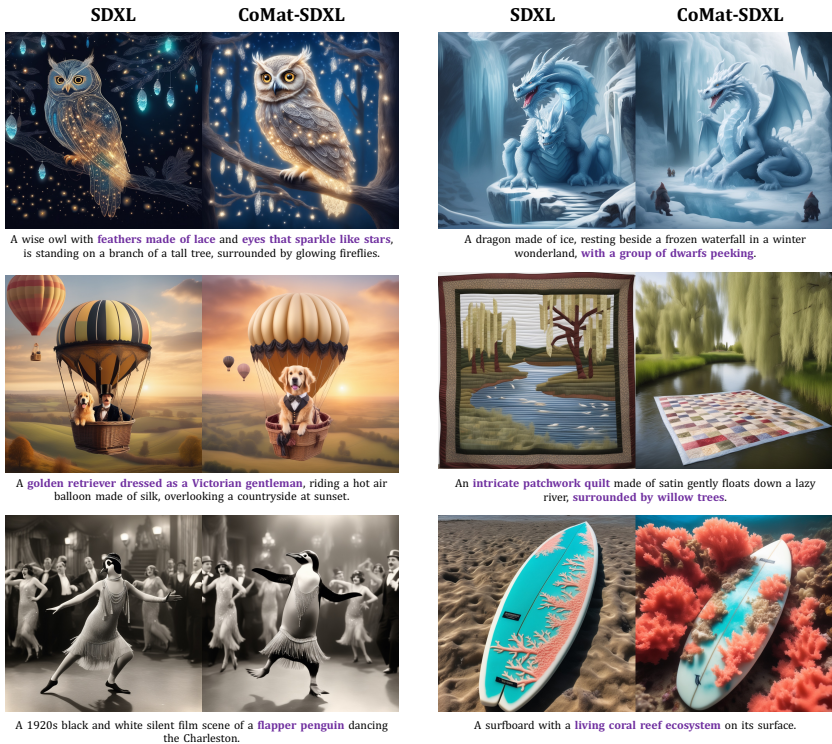 SDXL CoMat-SDXL
A wise owl with feathers made of lace and eyes that sparkle like stars,
is standing on a branch of a tall tree, surrounded by glowing fireflies.
A golden retriever dressed as a Victorian gentleman, riding a hot air
balloon made of silk, overlooking a countryside at sunset.
A 1920s black and white silent film scene of a flapper penguin dancing
the Charleston.
SDXL CoMat-SDXL
A dragon made of ice, resting beside a frozen waterfall in a winter
wonderland, with a group of dwarfs peeking.
An intricate patchwork quilt made of satin gently floats down a lazy
river, surrounded by willow trees.
A surfboard with a living coral reef ecosystem on its surface.